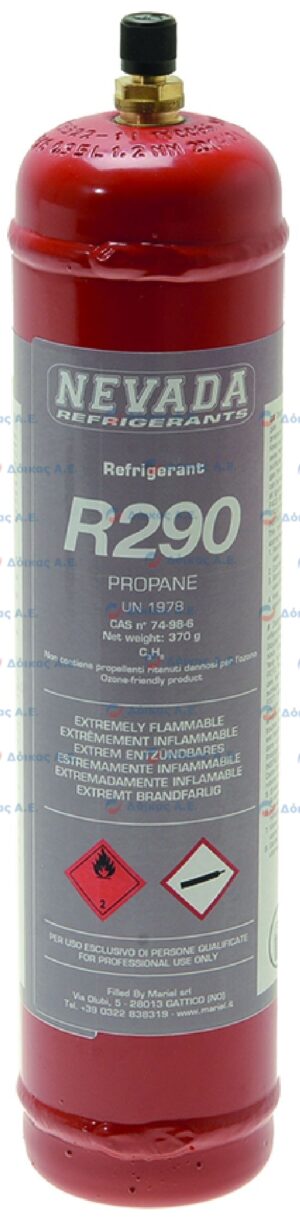 NEVADA
REFRIGERANTS
Refrigerant
R290
PROPANE
UN 1978
CAS n° 74-98-6
Net weight: 370 g
Non contiene propellenti ritenuti dannosi per l'ozono
Ozone-friendly product
EXTREMELY FLAMMABLE
EXTRÊMEMENT INFLAMMABLE
EXTREM ENTZÜNDBARES
ESTREMAMENTE INFIAMMABILE
EXTREMADAMENTE INFLAMABLE
EXTREMT BRANDFARLIG
2
PER USO ESCLUSIVO DI PERSONE QUALIFICATE
FOR PROFESSIONAL USE ONLY
Filled By Mariel srl
Via Olubi, 5 - 28013 GATTICO (NO)
Tel. +39 0322 838319 - www.mariel.it
Δόικας Α.Ε.